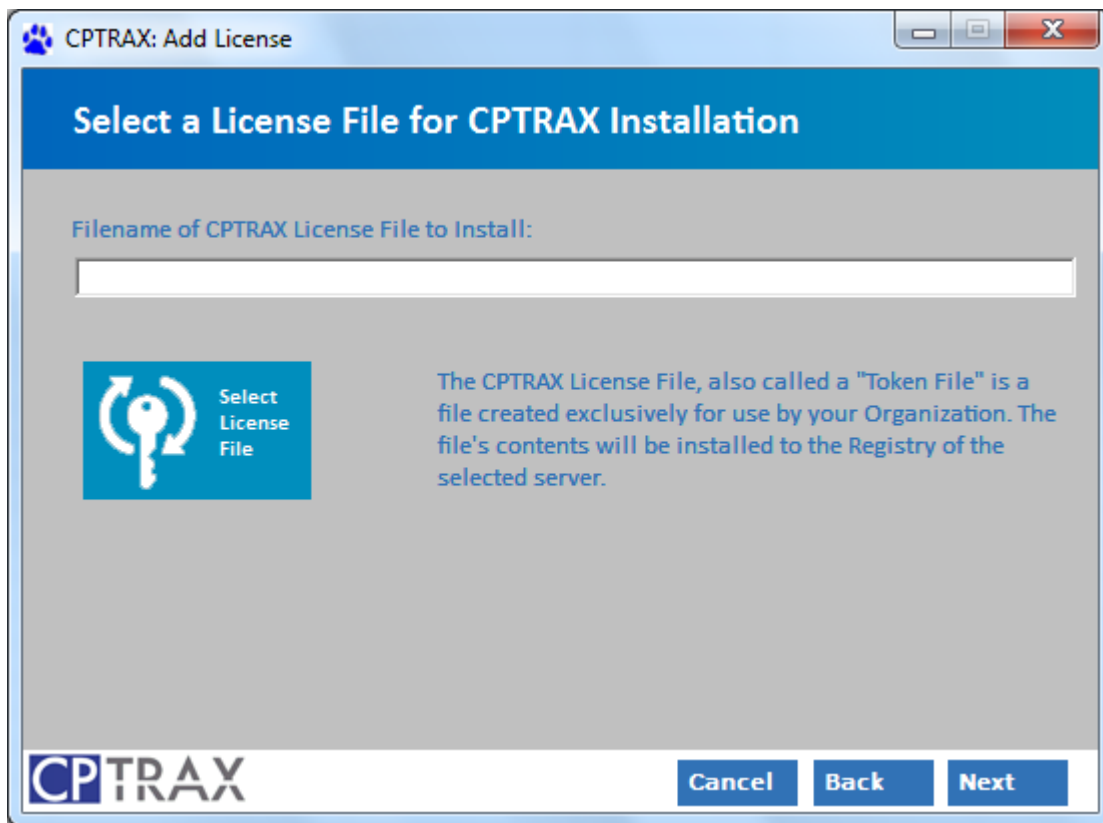 CPTRAX: Add License
Select a License File for CPTRAX Installation
Filename of CPTRAX License File to Install:
Select
License
File
The CPTRAX License File, also called a "Token File" is a
file created exclusively for use by your Organization. The
file's contents will be installed to the Registry of the
selected server.
CPTRAX
Cancel Back Next